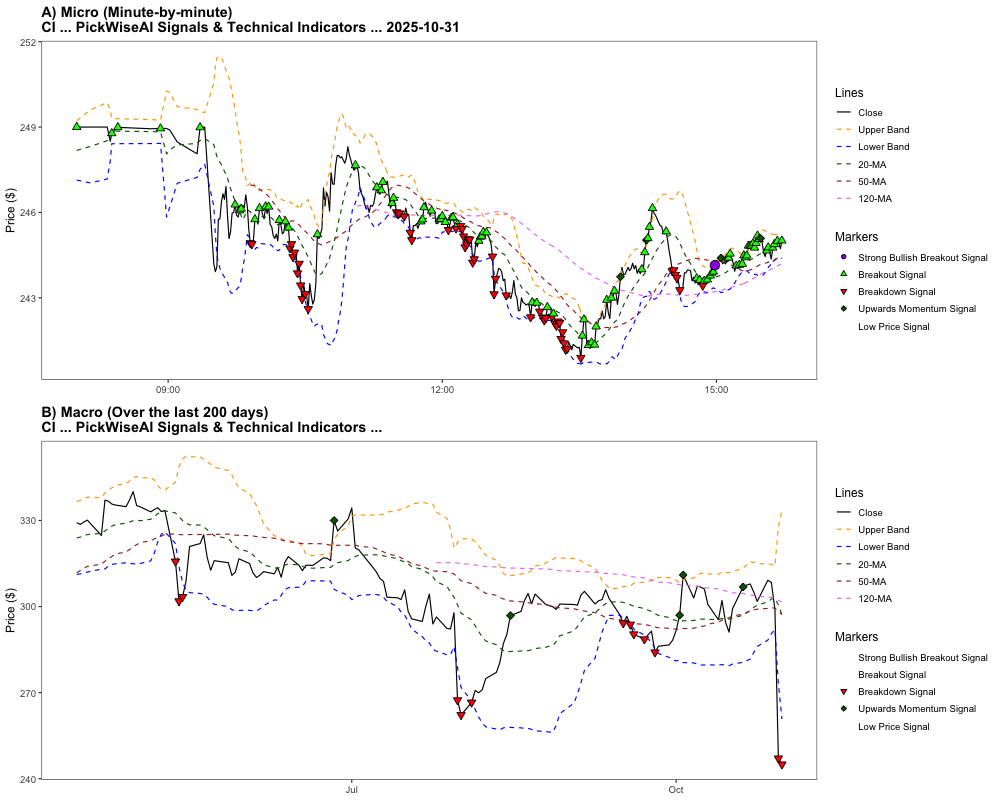 A) Micro (Minute-by-minute)
CI ... PickWiseAI Signals & Technical Indicators ... 2025-10-31
252
249
246
243
Price ($)
09:00
12:00
15:00
Lines
Close
Upper Band
Lower Band
20-MA
50-MA
120-MA
Markers
Strong Bullish Breakout Signal
Breakout Signal
Breakdown Signal
Upwards Momentum Signal
Low Price Signal
B) Macro (Over the last 200 days)
CI ... PickWiseAI Signals & Technical Indicators ...
330
300
270
240
Price ($)
Jul
Oct
Lines
Close
Upper Band
Lower Band
20-MA
50-MA
120-MA
Markers
Strong Bullish Breakout Signal
Breakout Signal
Breakdown Signal
Upwards Momentum Signal
Low Price Signal